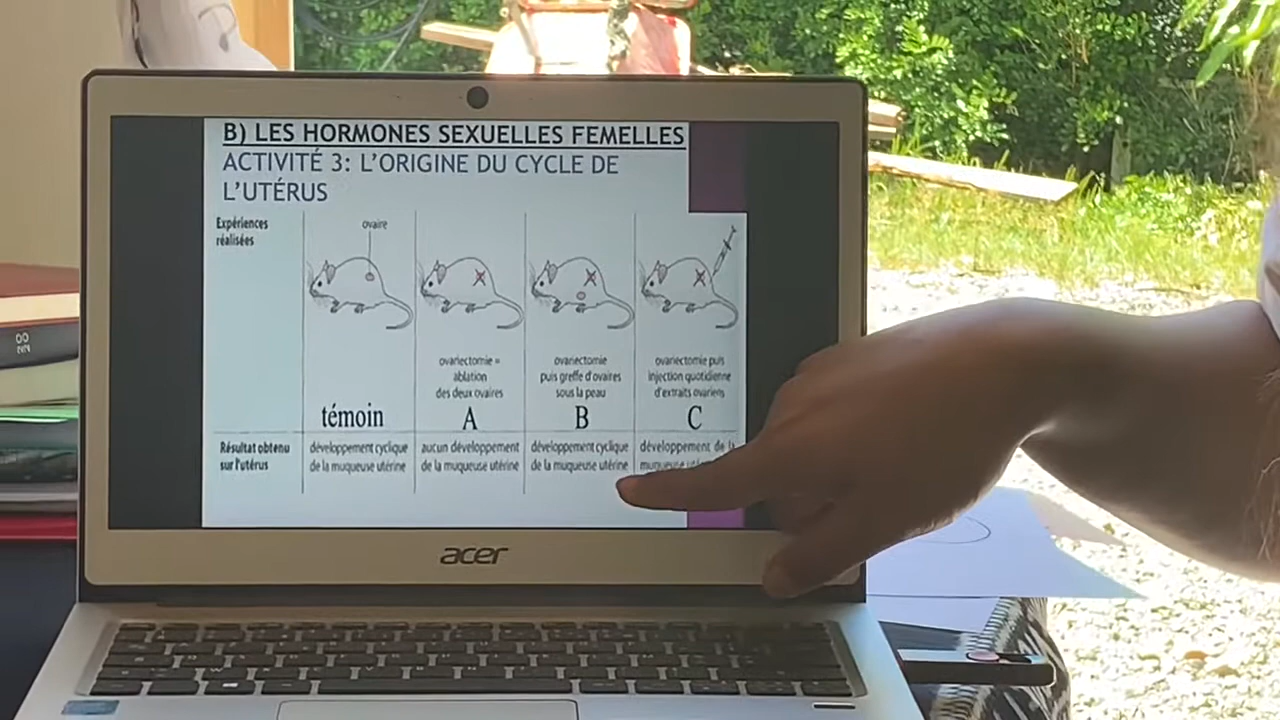 B) LES HORMONES SEXUELLES FEMELLES
ACTIVITÉ 3: L'ORIGINE DU CYCLE DE
L'UTÉRUS
Expériences
réalisées
ovaire
témoin
ovariectomie =
ablation
des deux ovaires
A
ovariectomie
puis greffe d'ovaires
sous la peau
B
ovariectomie puis
injection quotidienne
d'extraits ovariens
C
Résultat obtenu
sur l'utérus
développement cyclique
de la muqueuse utérine
aucun développement
de la muqueuse utérine
développement cyclique
de la muqueuse utérine
développement de la
muqueuse
acer